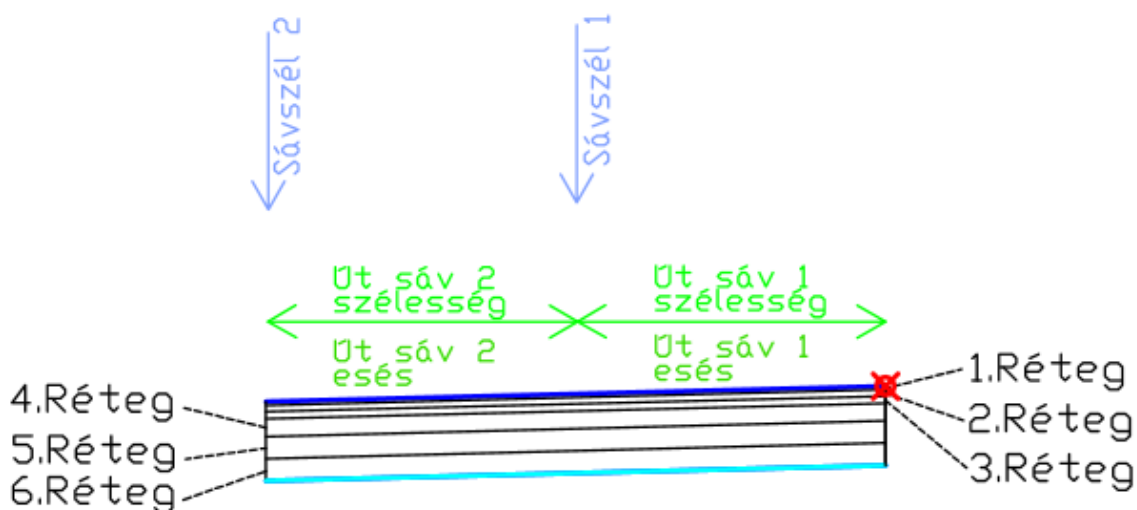 Sávszél 2
Sávszél 1
Út sáv 2
szélesség
Út sáv 1
szélesség
Út sáv 2
esés
Út sáv 1
esés
4.Réteg
5.Réteg
6.Réteg
1.Réteg
2.Réteg
3.Réteg